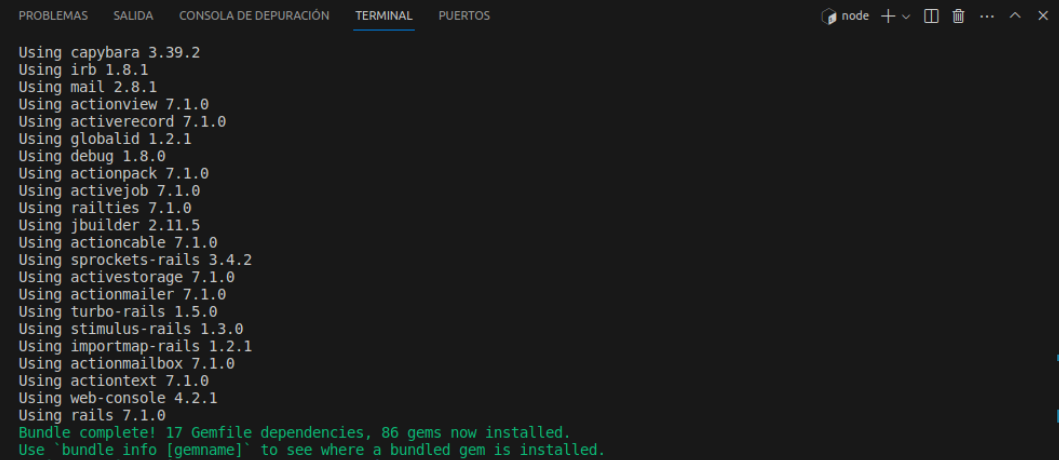 PROBLEMAS SALIDA CONSOLA DE DEPURACIÓN TERMINAL PUERTOS node
Using capybara 3.39.2
Using irb 1.8.1
Using mail 2.8.1
Using actionview 7.1.0
Using activerecord 7.1.0
Using globalid 1.2.1
Using debug 1.8.0
Using actionpack 7.1.0
Using activejob 7.1.0
Using railties 7.1.0
Using jbuilder 2.11.5
Using actioncable 7.1.0
Using sprockets-rails 3.4.2
Using activestorage 7.1.0
Using actionmailer 7.1.0
Using turbo-rails 1.5.0
Using stimulus-rails 1.3.0
Using importmap-rails 1.2.1
Using actionmailbox 7.1.0
Using actiontext 7.1.0
Using web-console 4.2.1
Using rails 7.1.0
Bundle complete! 17 Gemfile dependencies, 86 gems now installed.
Use `bundle info [gemname]` to see where a bundled gem is installed.